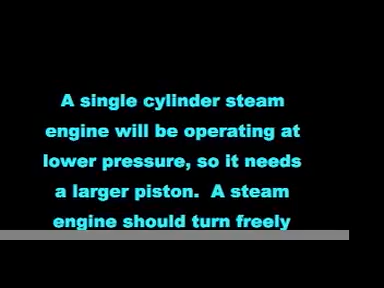 A single cylinder steam
engine will be operating at
lower pressure, so it needs
a larger piston.  A steam
engine should turn freely